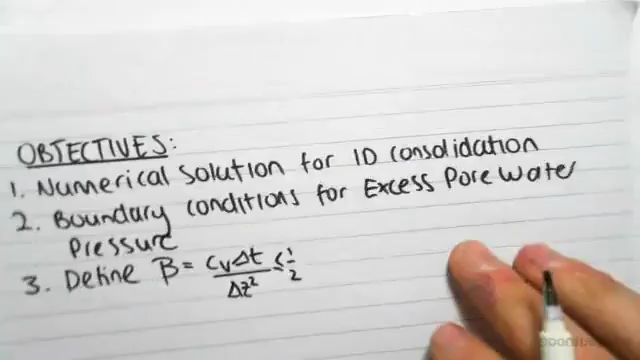 OBJECTIVES:
1. Numerical Solution for 1D consolidation
2. Boundary conditions for Excess Pore Water
Pressure
3. Define β = CvΔt/Δz² ≤ 1/2